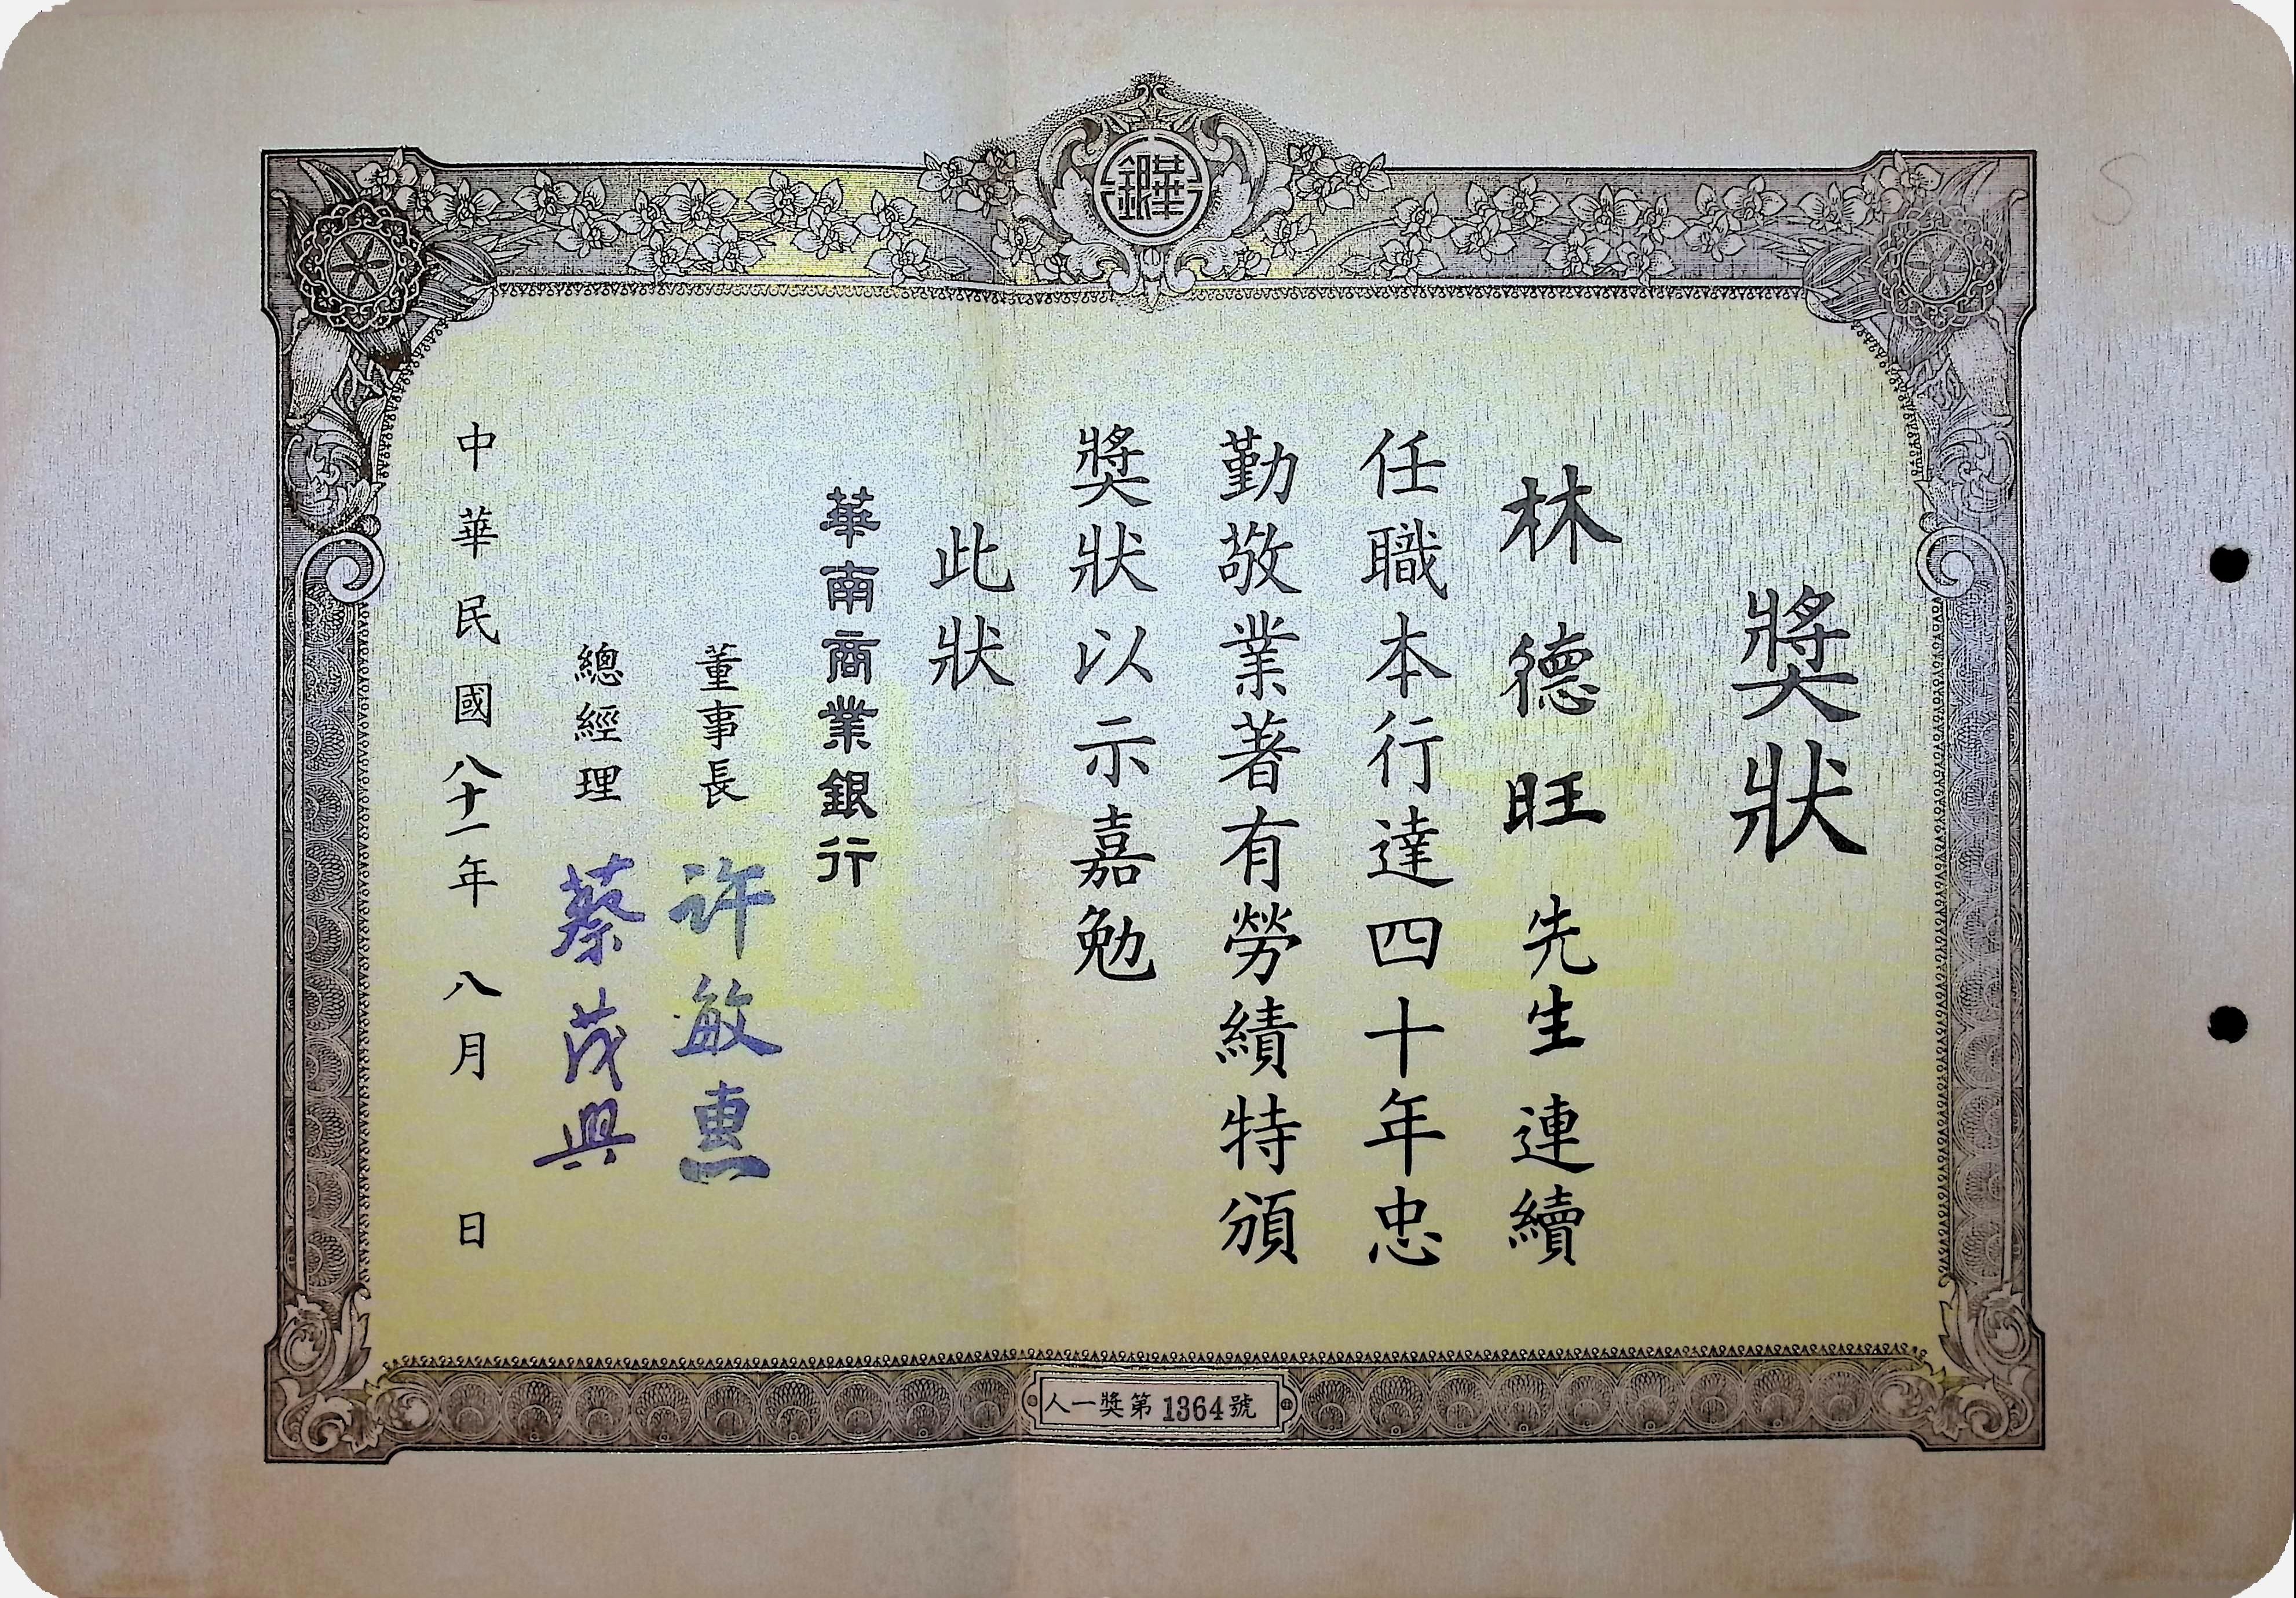 華銀
獎狀
林德旺先生連續
任職本行達四十年忠
勤敬業著有勞績特頒
獎狀以示嘉勉
此狀
華南商業銀行
董事長 許敏惠
總經理 蔡茂興
中華民國八十一年八月 日
人一獎第1364號